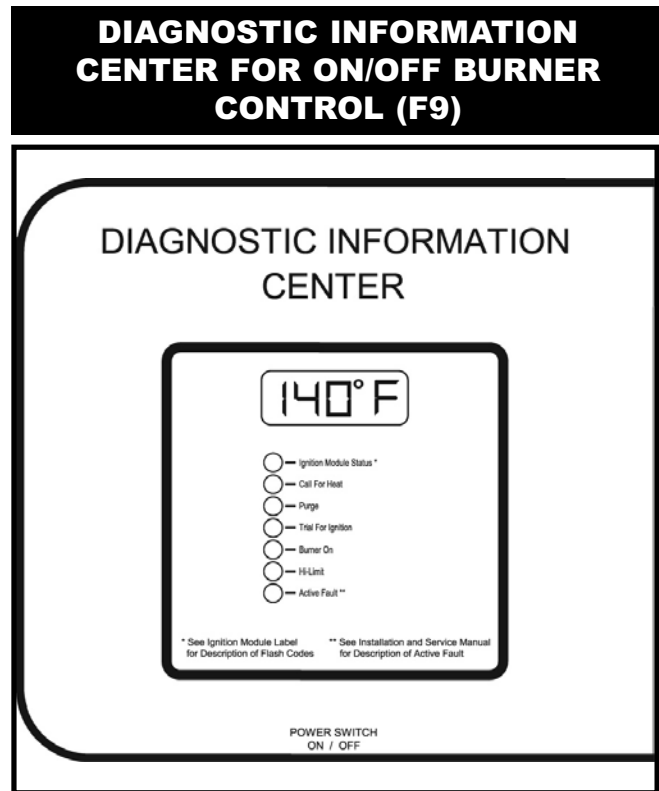 DIAGNOSTIC INFORMATION
CENTER FOR ON/OFF BURNER
CONTROL (F9)
DIAGNOSTIC INFORMATION
CENTER
140°F
Ignition Module Status *
Call For Heat
Purge
Trial For Ignition
Burner On
Hi-Limit
Active Fault **
* See Ignition Module Label
for Description of Flash Codes
** See Installation and Service Manual
for Description of Active Fault
POWER SWITCH
ON / OFF